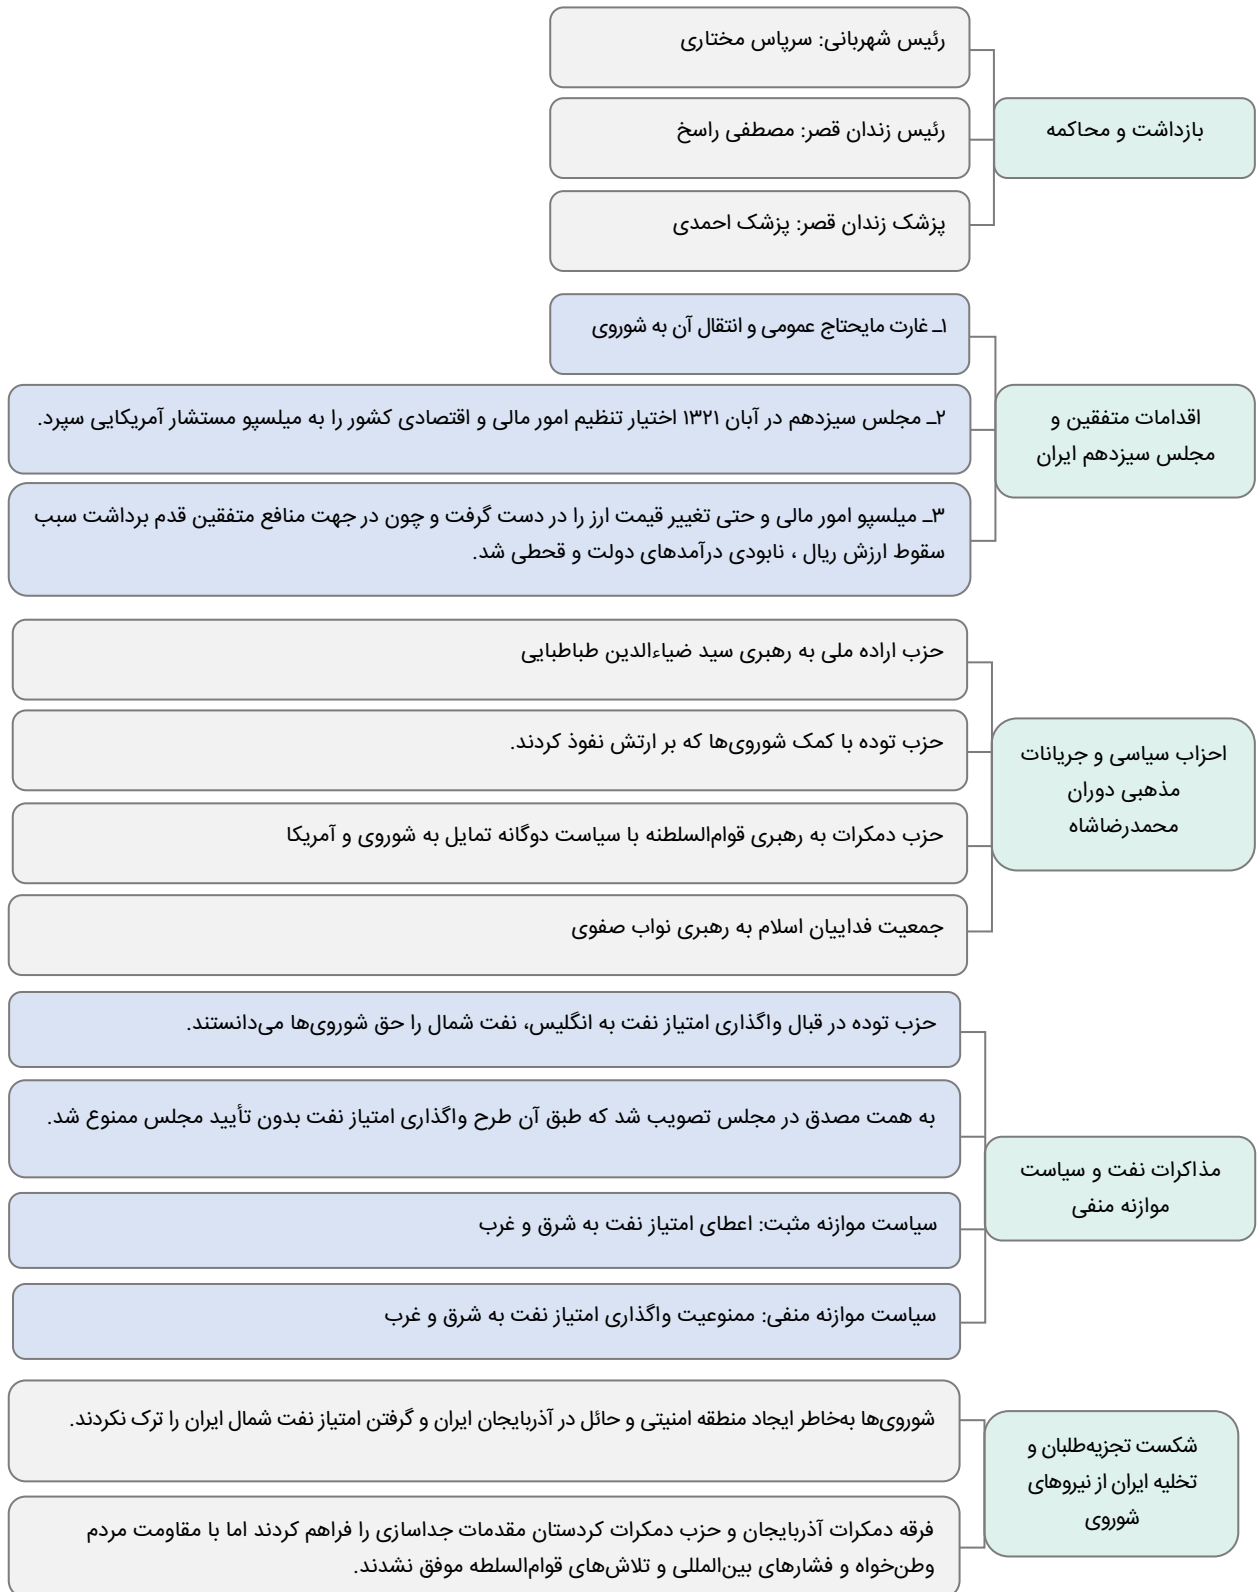 بازداشت و محاکمه
رئیس شهربانی: سرپاس مختاری
رئیس زندان قصر: مصطفی راسخ
پزشک زندان قصر: پزشک احمدی
اقدامات متفقین و
مجلس سیزدهم ایران
۱ـ غارت مایحتاج عمومی و انتقال آن به شوروی
۲ـ مجلس سیزدهم در آبان ۱۳۲۱ اختیار تنظیم امور مالی و اقتصادی کشور را به میلسپو مستشار آمریکایی سپرد.
۳ـ میلسپو امور مالی و حتی تغییر قیمت ارز را در دست گرفت و چون در جهت منافع متفقین قدم برداشت سبب
سقوط ارزش ریال ، نابودی درآمدهای دولت و قحطی شد.
احزاب سیاسی و جریانات
مذهبی دوران
محمدرضاشاه
حزب اراده ملی به رهبری سید ضیاءالدین طباطبایی
حزب توده با کمک شوروی‌ها که بر ارتش نفوذ کردند.
حزب دمکرات به رهبری قوام‌السلطنه با سیاست دوگانه تمایل به شوروی و آمریکا
جمعیت فداییان اسلام به رهبری نواب صفوی
مذاکرات نفت و سیاست
موازنه منفی
حزب توده در قبال واگذاری امتیاز نفت به انگلیس، نفت شمال را حق شوروی‌ها می‌دانستند.
به همت مصدق در مجلس تصویب شد که طبق آن طرح واگذاری امتیاز نفت بدون تأیید مجلس ممنوع شد.
سیاست موازنه مثبت: اعطای امتیاز نفت به شرق و غرب
سیاست موازنه منفی: ممنوعیت واگذاری امتیاز نفت به شرق و غرب
شکست تجزیه‌طلبان و
تخلیه ایران از نیروهای
شوروی
شوروی‌ها به‌خاطر ایجاد منطقه امنیتی و حائل در آذربایجان ایران و گرفتن امتیاز نفت شمال ایران را ترک نکردند.
فرقه دمکرات آذربایجان و حزب دمکرات کردستان مقدمات جداسازی را فراهم کردند اما با مقاومت مردم
وطن‌خواه و فشارهای بین‌المللی و تلاش‌های قوام‌السلطه موفق نشدند.